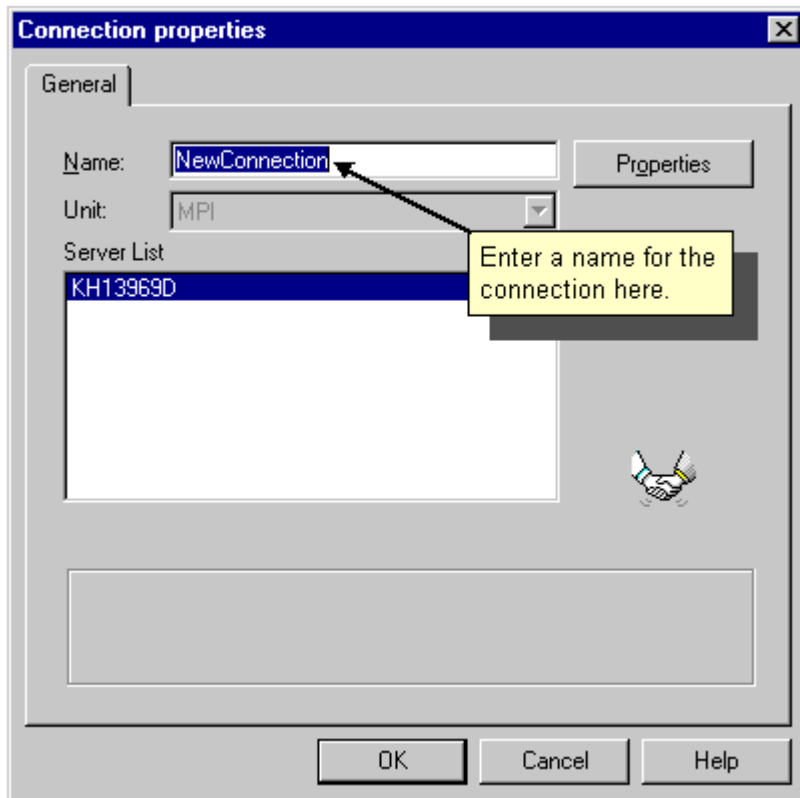 Connection properties
General
Name: NewConnection Properties
Unit: MPI
Server List
KH13969D
Enter a name for the
connection here.
OK Cancel Help